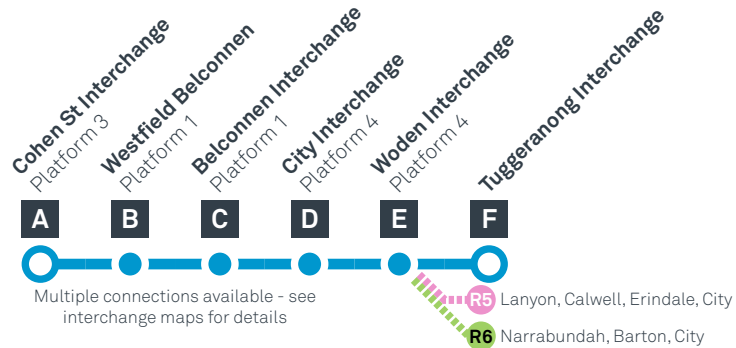 Cohen St Interchange
Platform 3
Westfield Belconnen
Platform 1
Belconnen Interchange
Platform 1
City Interchange
Platform 4
Woden Interchange
Platform 4
Tuggeranong Interchange
A B C D E F
Multiple connections available - see
interchange maps for details
R5 Lanyon, Calwell, Erindale, City
R6 Narrabundah, Barton, City